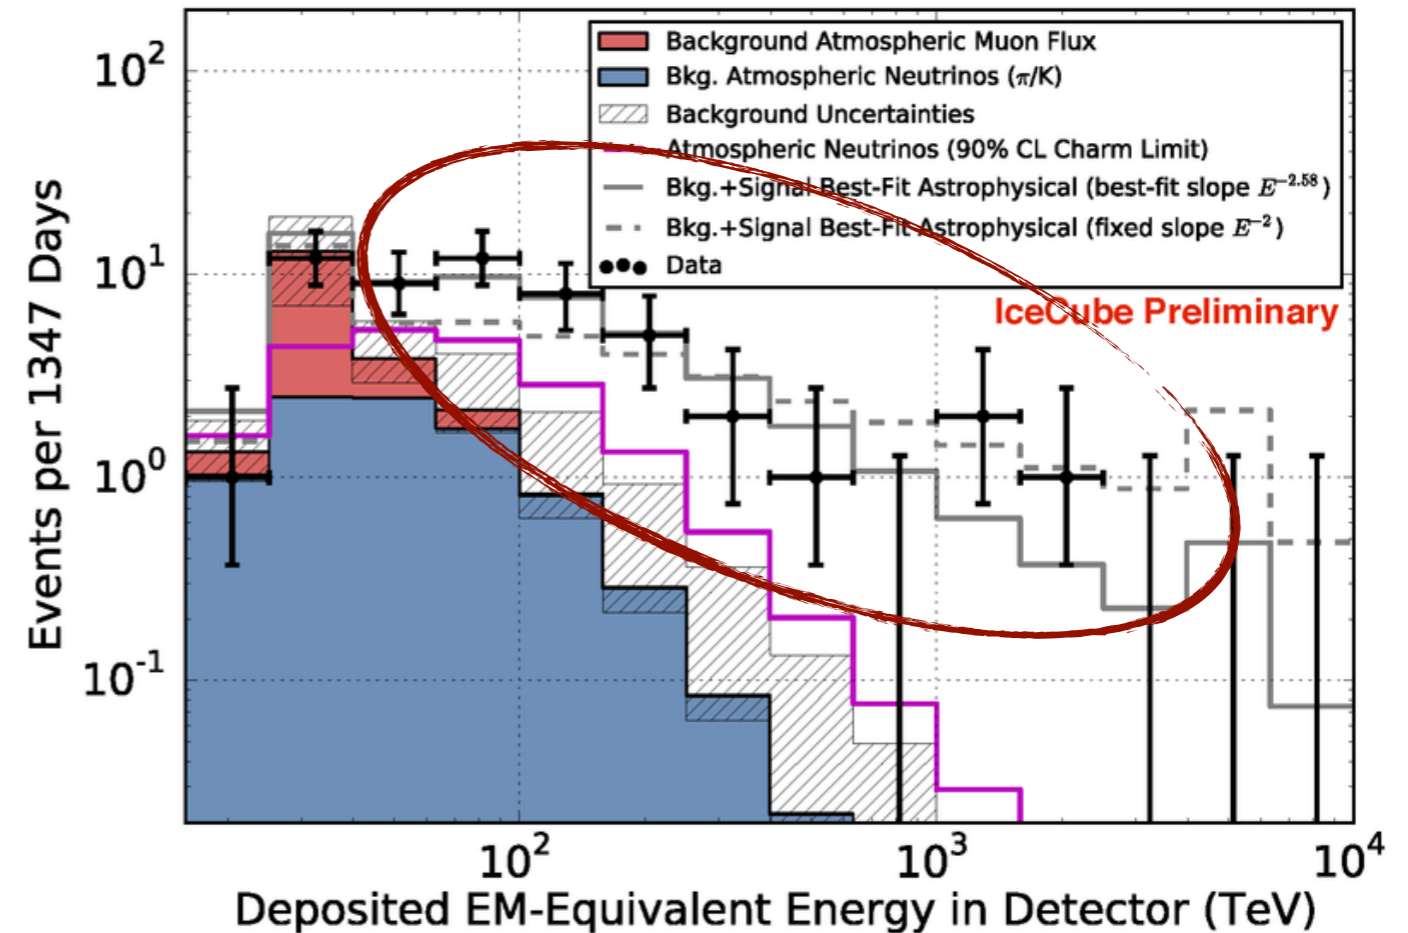 Background Atmospheric Muon Flux
Bkg. Atmospheric Neutrinos (π/K)
Background Uncertainties
Atmospheric Neutrinos (90% CL Charm Limit)
Bkg.+Signal Best-Fit Astrophysical (best-fit slope E^-2.58)
Bkg.+Signal Best-Fit Astrophysical (fixed slope E^-2)
Data
IceCube Preliminary
Events per 1347 Days
10^2
10^1
10^0
10^-1
10^2 10^3 10^4
Deposited EM-Equivalent Energy in Detector (TeV)